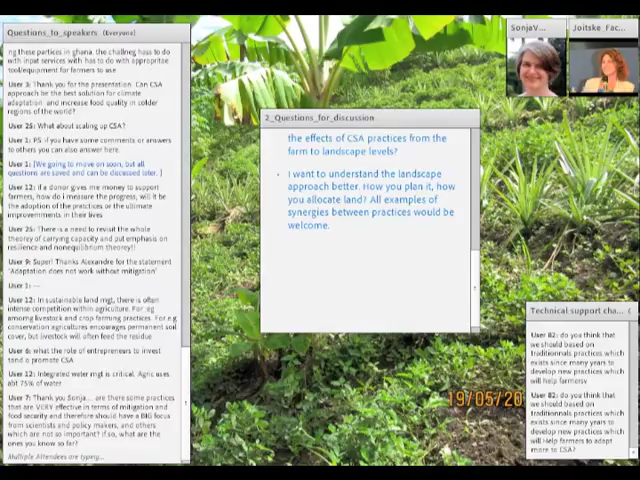 Questions_to_speakers (Everyone)
ng these partices in ghana. the challneg hass to do
with input services with has to do with appropritae
tool/equipment for farmers to use
User 3: Thank you for the presentation. Can CSA
approach be the best solution for climate
adaptation and increase food quality in colder
regions of the world?
User 25: What about scaling up CSA?
User 2: PS if you have some comments or answers
to others you can also answer here.
User 1: [We going to move on soon, but all
questions are saved and can be discussed later. ]
User 12: if a donor gives me money to support
farmers, how do i measure the progress, will it
be the adoption of the pratctices or the ultimate
improvemnents in their lives
User 25: There is a need to revisit the whole
theory of carrying capacity and put emphasis on
resilience and nonequlibrium theory!!
User 9: Super! Thanks Alexandre for the statement
"Adaptation does not work without mitigation"
User 1: ---
User 12: In sustainable land mgt, there is often
intense competition within agriculture. For .eg
among livestock and crop farming practices. For n.g
conservation agricultures encourages permanent soil
cover, but livestock will often feed the residue
User 6: what the role of entrepreneurs to invest
tand is promote CSA
User 12: Integrated water mgt is critical. Agric uses
abt 75% of water
User 7: Thank you Sonja... are there some practices
that are VERY effective in terms of mitigation and
food security and therefore should have a BIG focus
from scientists and policy makers, and others
which are not so important? If so, what are the
ones you know so far?
Multiple Attendees are typing...
2_Questions_for_discussion
the effects of CSA practices from the
farm to landscape levels?
• I want to understand the landscape
approach better. How you plan it, how
you allocate land? All examples of
synergies between practices would be
welcome.
SonjaV...
Joitske_Fac...
Technical support cha... (
User 82: do you think that
we should based on
traditionnals practices which
exists since many years to
develop new practices which
will help farmersv
User 82: do you think that
we should based on
traditionnals practices which
exists since many years to
develop new practices which
will Help farmers to adapt
more to CSA?
19/05/20